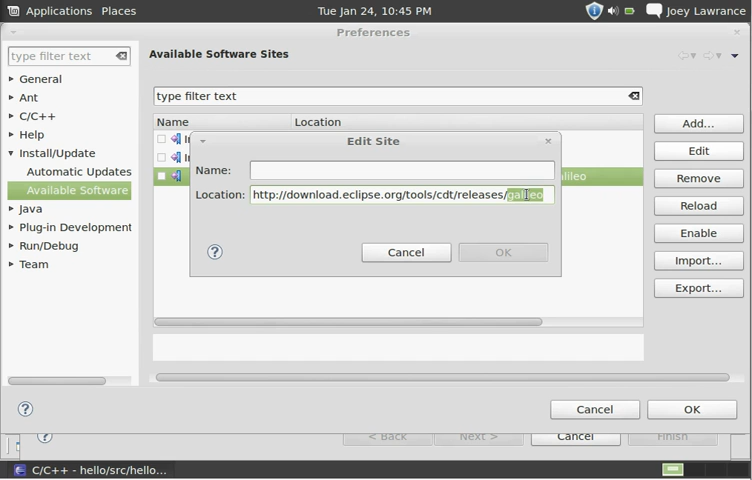 Applications Places
Tue Jan 24, 10:45 PM
Joey Lawrance
Preferences
type filter text
General
Ant
C/C++
Help
Install/Update
Automatic Updates
Available Software
Java
Plug-in Development
Run/Debug
Team
Available Software Sites
type filter text
Name Location
Edit Site
Name:
Location: http://download.eclipse.org/tools/cdt/releases/galileo
Cancel OK
Add...
Edit
Remove
Reload
Enable
Import...
Export...
Cancel OK
< Back Next > Cancel Finish
C/C++ - hello/src/hello...